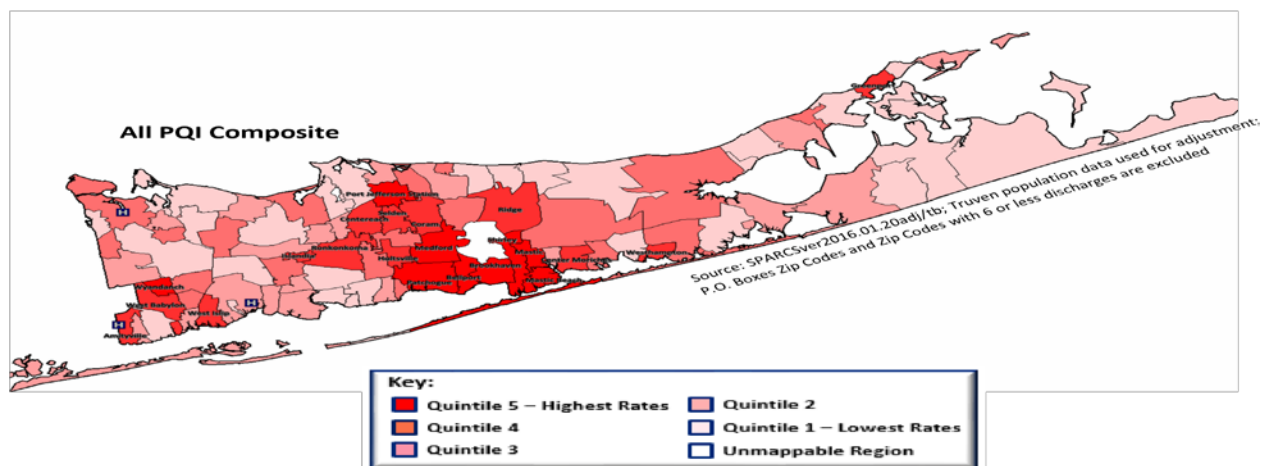 All PQI Composite
Greenport
Port Jefferson Station
Selden
Centereach
Coram
Ridge
Ronkonkoma
Medford
Shirley
Mastic
Islandia
Holtsville
Center Moriches
Westhampton
Brookhaven
Bellport
Patchogue
Mastic Beach
Wyandanch
West Babylon
West Islip
Amityville
H
H
H
Source: SPARCSver2016.01.20adj/tb; Truven population data used for adjustment;
P.O. Boxes Zip Codes and Zip Codes with 6 or less discharges are excluded
Key:
Quintile 5 – Highest Rates
Quintile 4
Quintile 3
Quintile 2
Quintile 1 – Lowest Rates
Unmappable Region